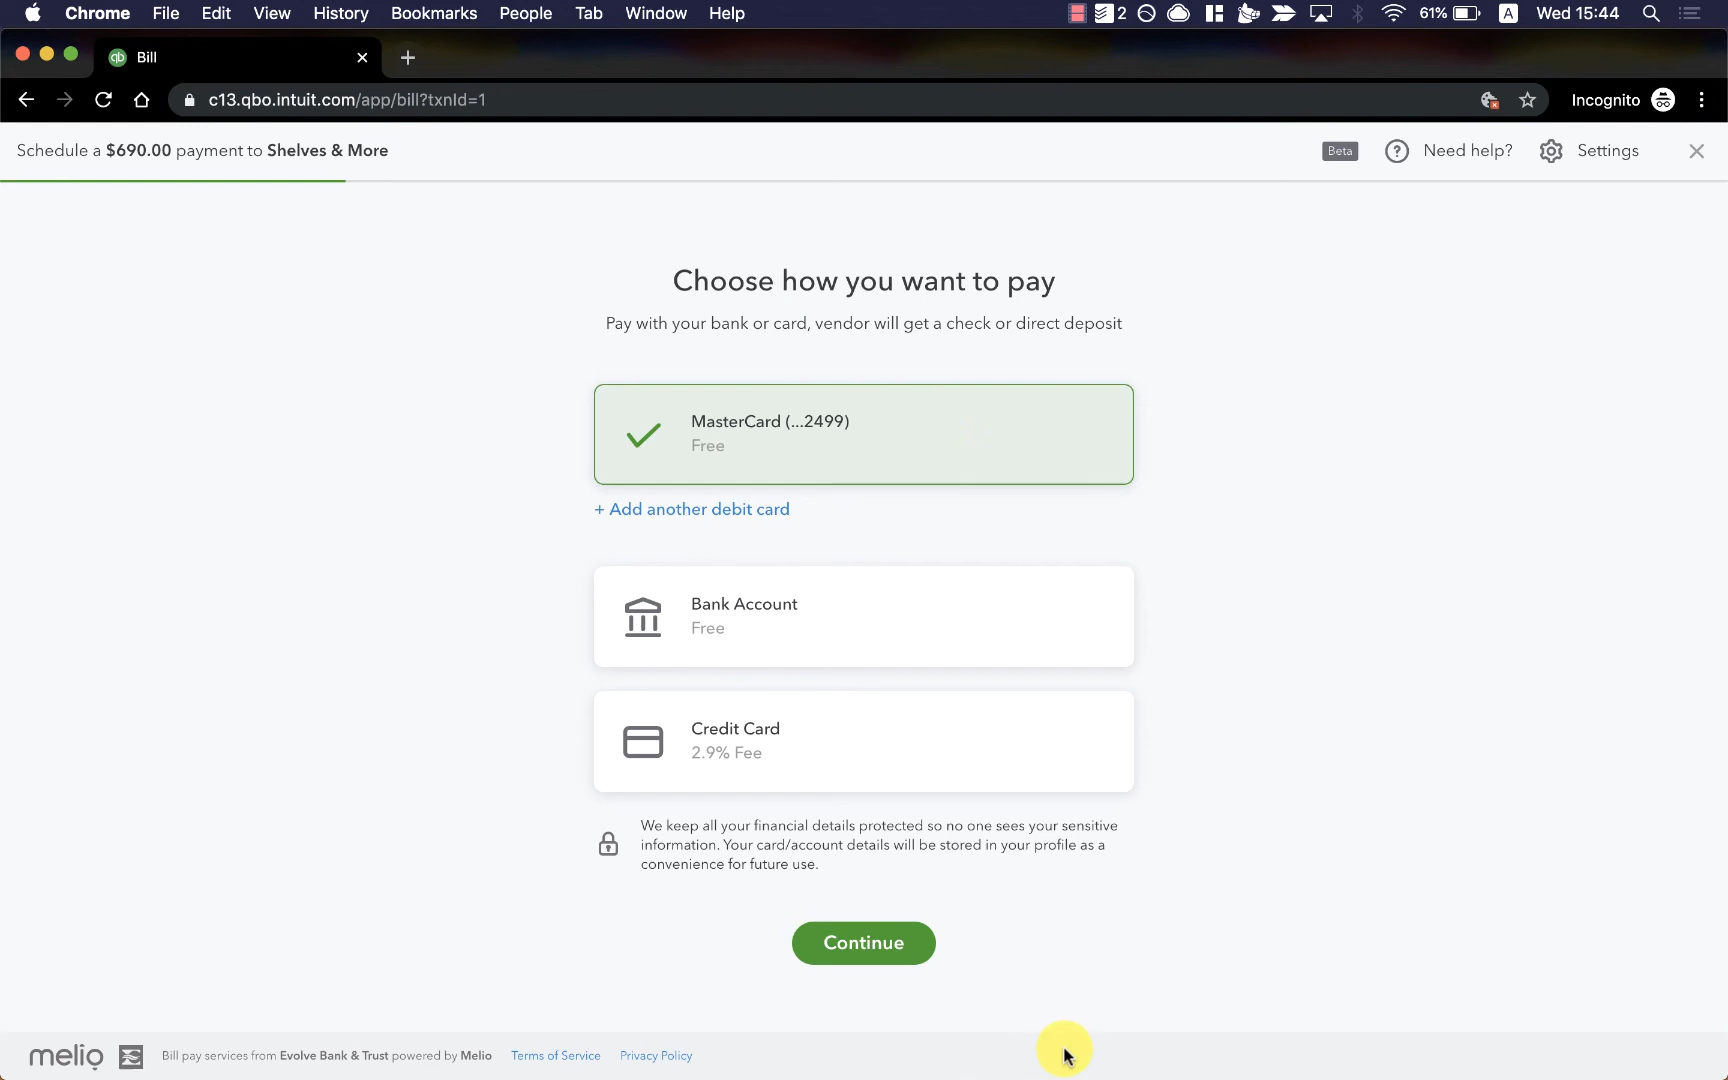 Chrome File Edit View History Bookmarks People Tab Window Help 2 61% A Wed 15:44
qb Bill
c13.qbo.intuit.com/app/bill?txnId=1 Incognito
Schedule a $690.00 payment to Shelves & More Beta ? Need help? Settings
Choose how you want to pay
Pay with your bank or card, vendor will get a check or direct deposit
MasterCard (...2499)
Free
+ Add another debit card
Bank Account
Free
Credit Card
2.9% Fee
We keep all your financial details protected so no one sees your sensitive
information. Your card/account details will be stored in your profile as a
convenience for future use.
Continue
melio Bill pay services from Evolve Bank & Trust powered by Melio Terms of Service Privacy Policy